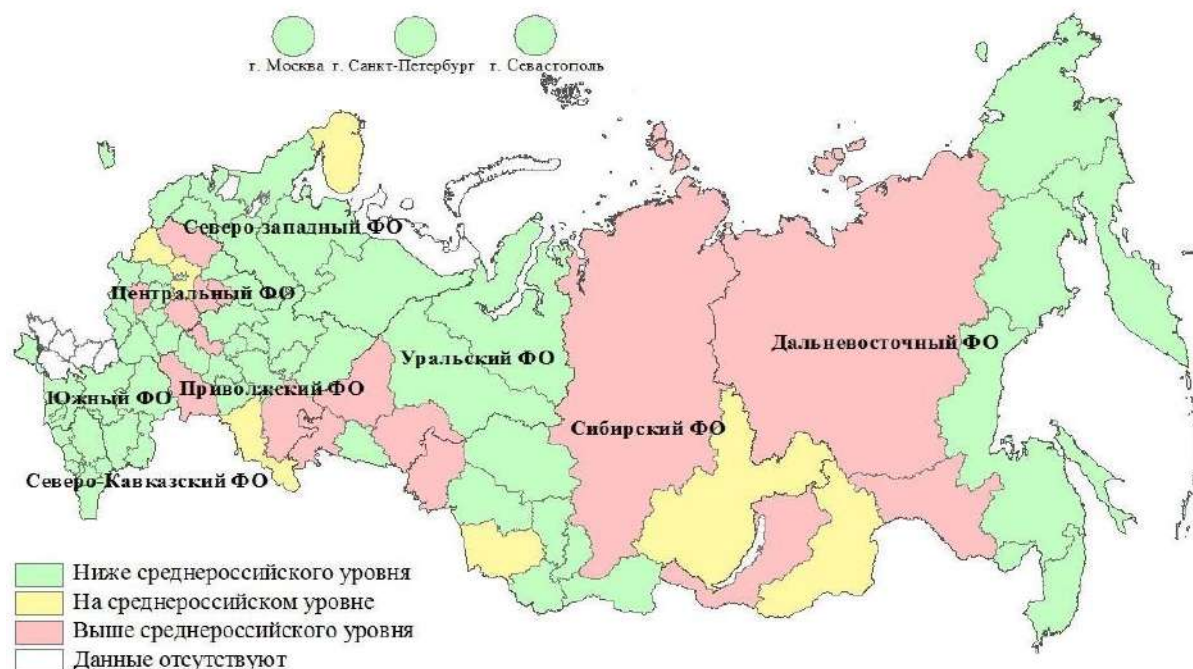 г. Москва г. Санкт-Петербург г. Севастополь
Северо-западный ФО
Центральный ФО
Уральский ФО
Дальневосточный ФО
Приволжский ФО
Южный ФО
Сибирский ФО
Северо-Кавказский ФО
Ниже среднероссийского уровня
На среднероссийском уровне
Выше среднероссийского уровня
Данные отсутствуют